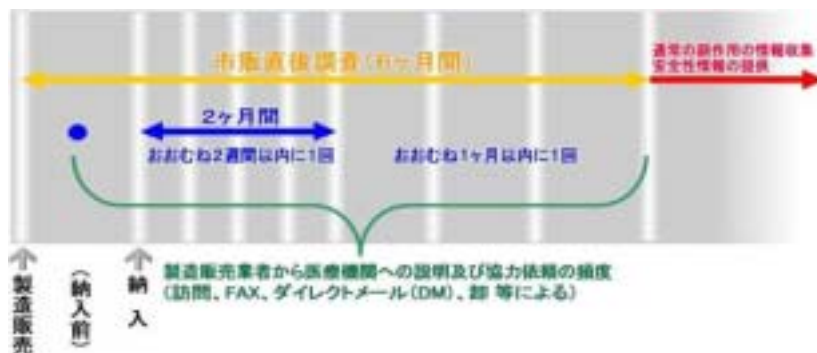 市販直後調査(6ヶ月間)
通常の副作用の情報収集
安全性情報の提供
2ヶ月間
おおむね2週間以内に1回
おおむね1ヶ月以内に1回
製造販売業者から医療機関への説明及び協力依頼の頻度
(訪問、FAX、ダイレクトメール(DM)、卸 等による)
製造販売
(納入前)
納入